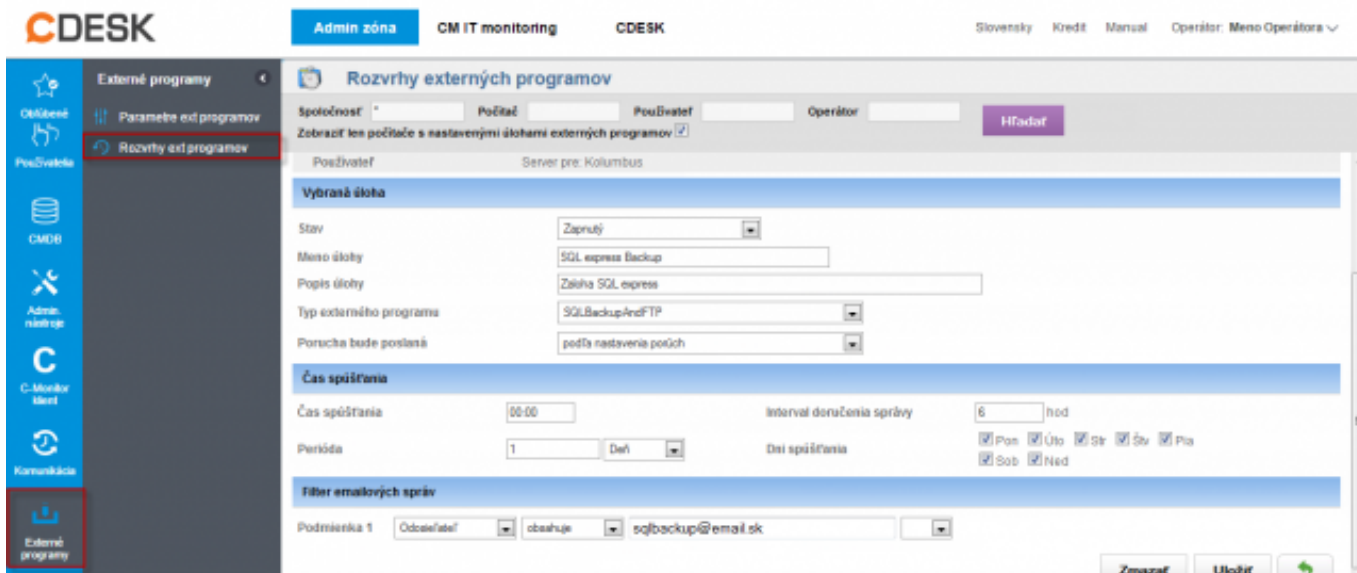 CDESK
Admin zóna CM IT monitoring CDESK
Slovensky Kredit Manual Operátor: Meno Operátora
Obľúbené
Používatelia
CMDB
Admin. nástroje
C-Monitor klient
Komunikácia
Externé programy
Externé programy
Parametre ext programov
Rozvrhy ext programov
Rozvrhy externých programov
Spoločnosť * Počítač Používateľ Operátor
Hľadať
Zobraziť len počítače s nastavenými úlohami externých programov
Používateľ Server pre: Kolumbus
Vybraná úloha
Stav Zapnutý
Meno úlohy SQL express Backup
Popis úlohy Zaloha SQL express
Typ externého programu SQLBackupAndFTP
Porucha bude poslaná podľa nastavenia porúch
Čas spúšťania
Čas spúšťania 00:00 Interval doručenia správy 6 hod
Perióda 1 Deň Dni spúšťania Pon Úto Str Štv Pia
Sob Ned
Filter emailových správ
Podmienka 1 Odosieľateľ obsahuje sqlbackup@email.sk
Zmazať Uložiť